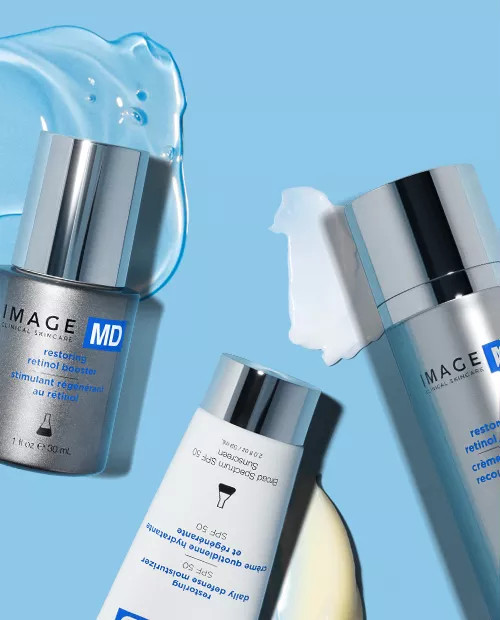 IMAGE
CLINICAL SKINCARE
MD
restoring
retinol booster
stimulant régénérant
au rétinol
1 fl oz e 30 mL
restoring
daily defense moisturizer
SPF 50
crème quotidienne hydratante
et régénérante
SPF 50
Broad Spectrum SPF 50
Sunscreen
IMAGE
CLINICAL SKINCARE
retinol
crème